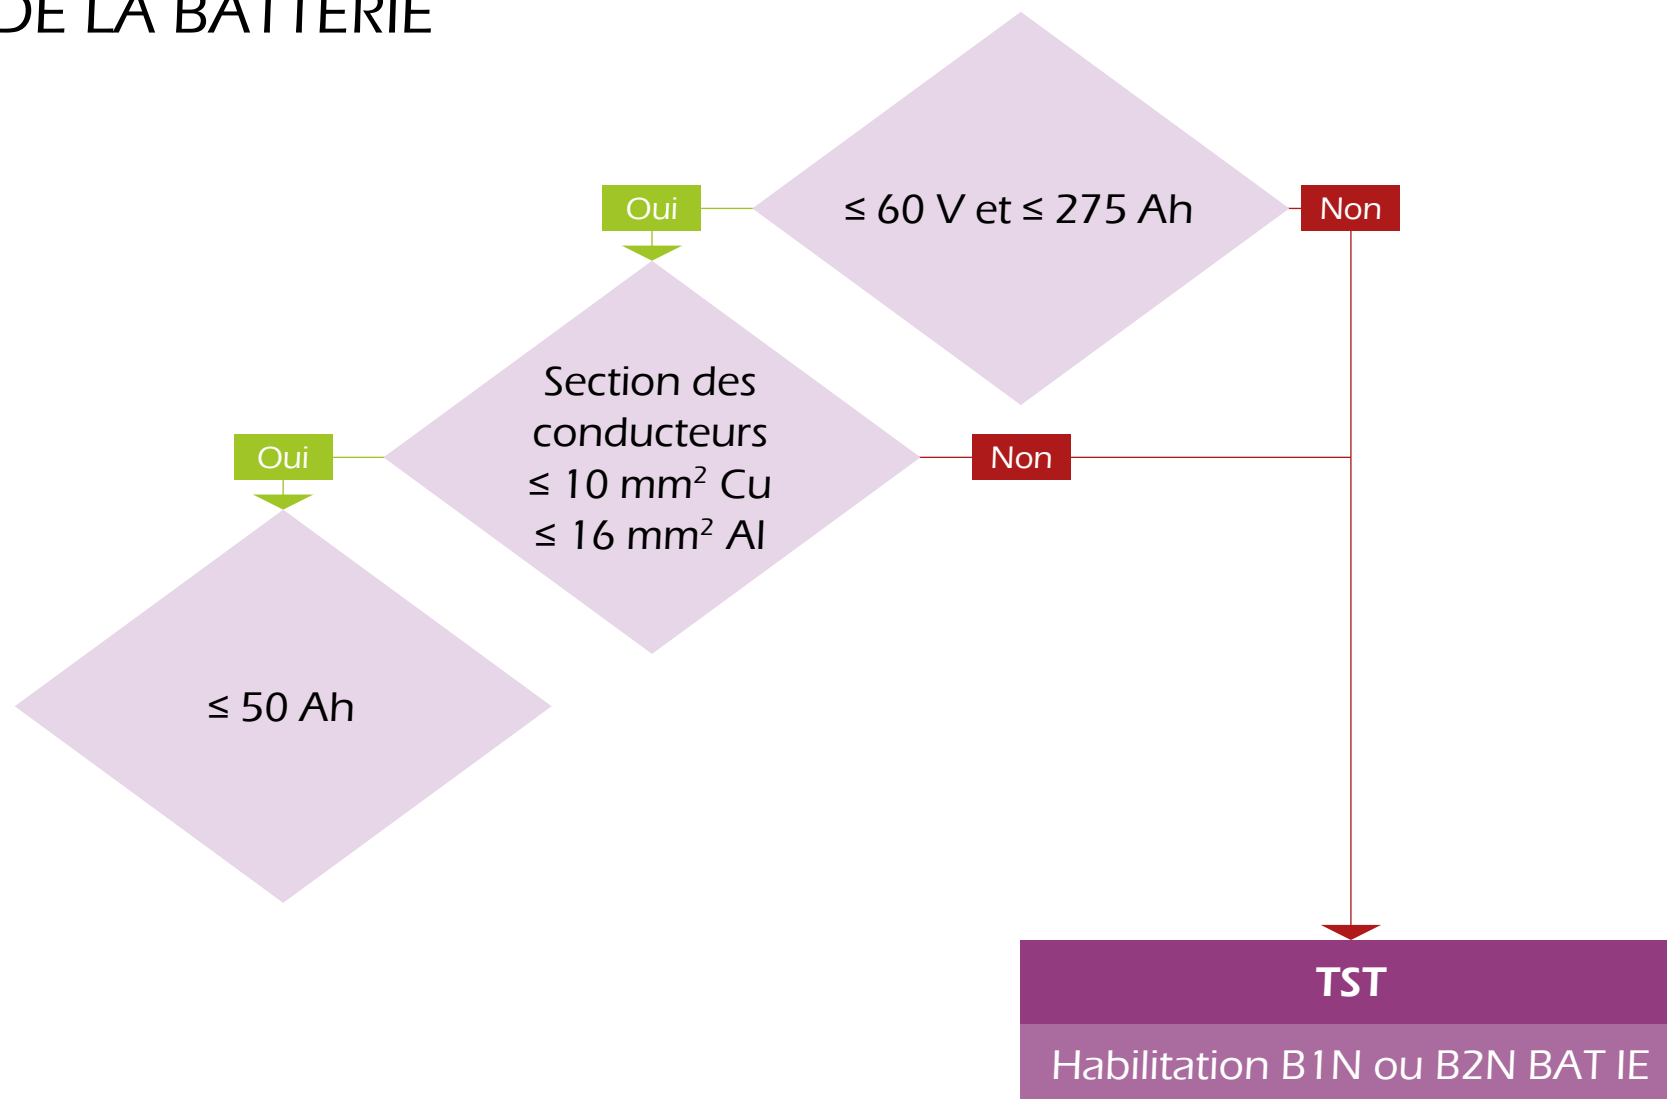 DE LA BATTERIE
≤ 60 V et ≤ 275 Ah
Oui
Non
Section des
conducteurs
≤ 10 mm² Cu
≤ 16 mm² Al
Oui
Non
≤ 50 Ah
TST
Habilitation B1N ou B2N BAT IE